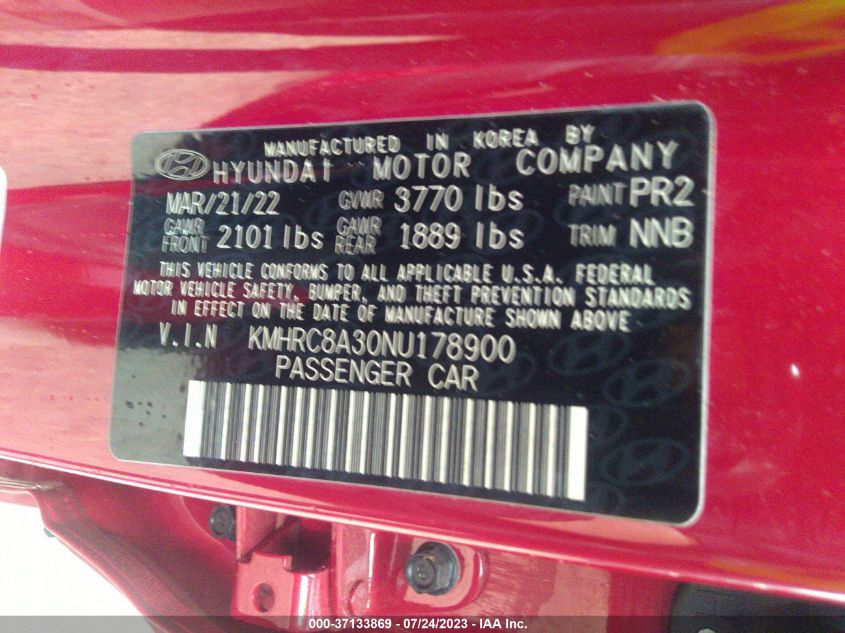 MANUFACTURED IN KOREA BY
HYUNDAI MOTOR COMPANY
MAR/21/22 GVWR 3770 lbs PAINT PR2
GAWR FRONT 2101 lbs GAWR REAR 1889 lbs TRIM NNB
THIS VEHICLE CONFORMS TO ALL APPLICABLE U.S.A. FEDERAL
MOTOR VEHICLE SAFETY, BUMPER, AND THEFT PREVENTION STANDARDS
IN EFFECT ON THE DATE OF MANUFACTURE SHOWN ABOVE
V.I.N KMHRC8A30NU178900
PASSENGER CAR
000-37133869 / 07/24/2023 - IAA Inc.